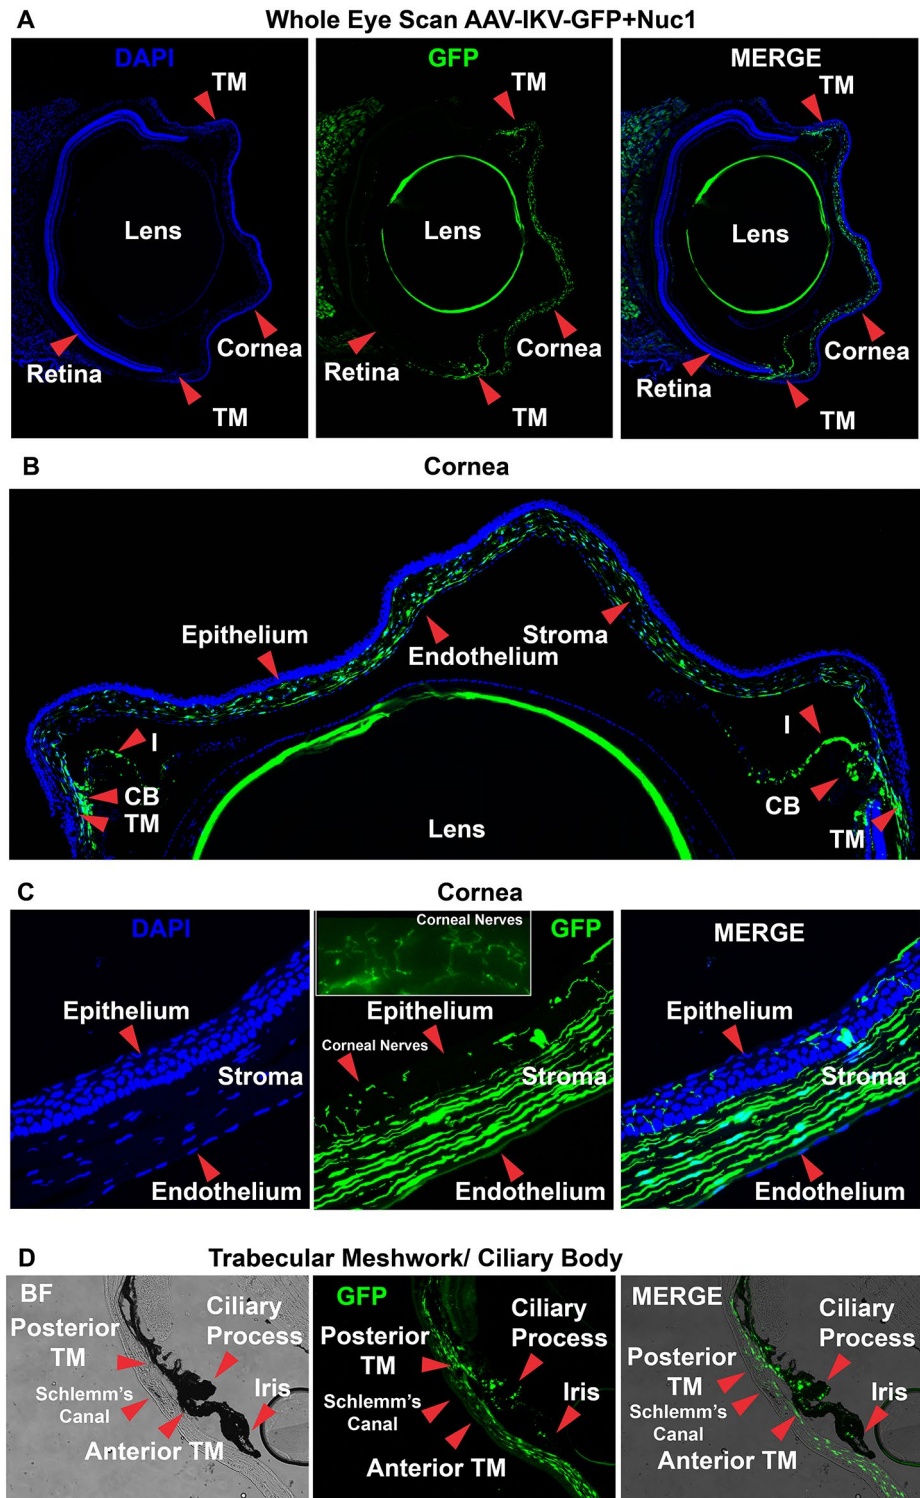 A
Whole Eye Scan AAV-IKV-GFP+Nuc1
DAPI
TM
Lens
Retina
Cornea
TM
GFP
TM
Lens
Retina
Cornea
TM
MERGE
TM
Lens
Retina
Cornea
TM
B
Cornea
Epithelium
Endothelium
Stroma
I
CB
TM
Lens
I
CB
TM
C
Cornea
DAPI
Epithelium
Stroma
Endothelium
Corneal Nerves
GFP
Epithelium
Corneal Nerves
Stroma
Endothelium
MERGE
Epithelium
Stroma
Endothelium
D
Trabecular Meshwork/ Ciliary Body
BF
Ciliary
Process
Posterior
TM
Schlemm's
Canal
Iris
Anterior TM
GFP
Ciliary
Process
Posterior
TM
Schlemm's
Canal
Iris
Anterior TM
MERGE
Ciliary
Process
Posterior
TM
Schlemm's
Canal
Iris
Anterior TM